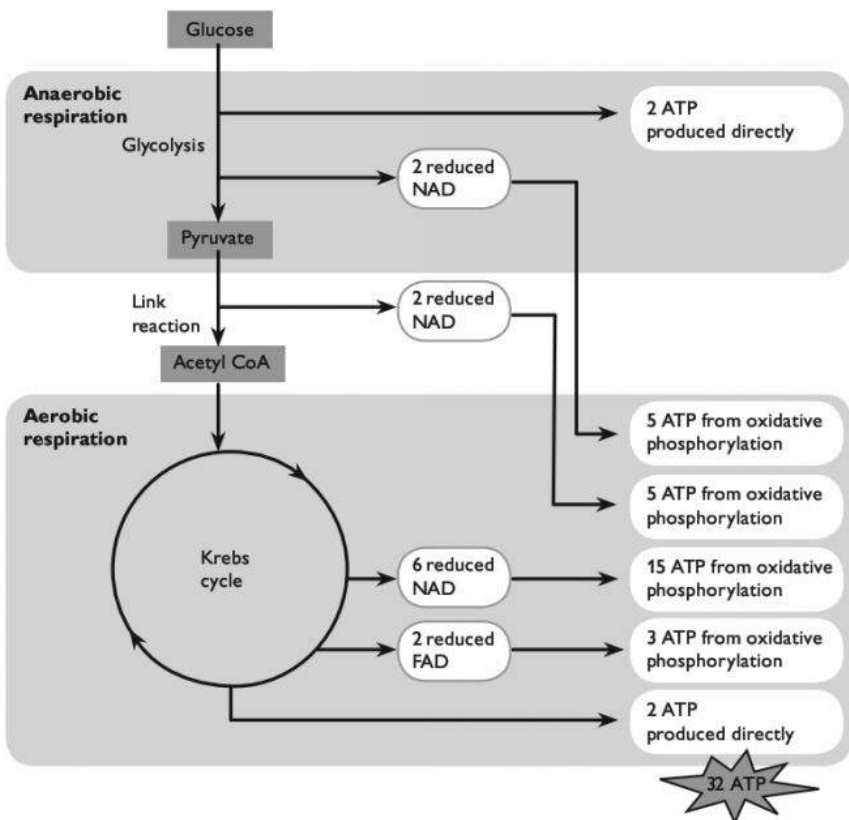 Glucose
Anaerobic
respiration
2 ATP
produced directly
Glycolysis
2 reduced
NAD
Pyruvate
Link
reaction
2 reduced
NAD
Acetyl CoA
Aerobic
respiration
5 ATP from oxidative
phosphorylation
5 ATP from oxidative
phosphorylation
Krebs
cycle
6 reduced
NAD
15 ATP from oxidative
phosphorylation
2 reduced
FAD
3 ATP from oxidative
phosphorylation
2 ATP
produced directly
32 ATP